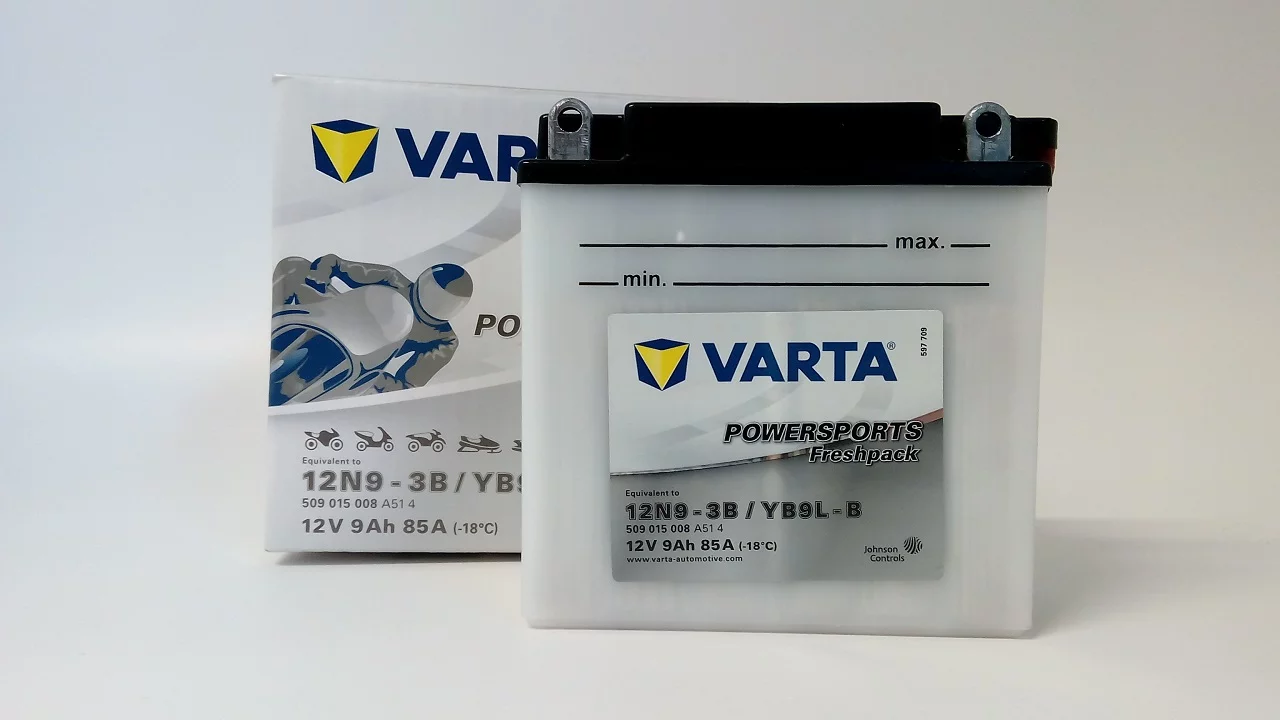 VAR
PO
Equivalent to
12N9 - 3B / YB9
509 015 008 A51 4
12V 9Ah 85A (-18°C)
max.
min.
VARTA®
597 709
POWERSPORTS
Freshpack
Equivalent to
12N9 - 3B / YB9L - B
509 015 008 A51 4
12V 9Ah 85A (-18°C)
www.varta-automotive.com
Johnson
Controls